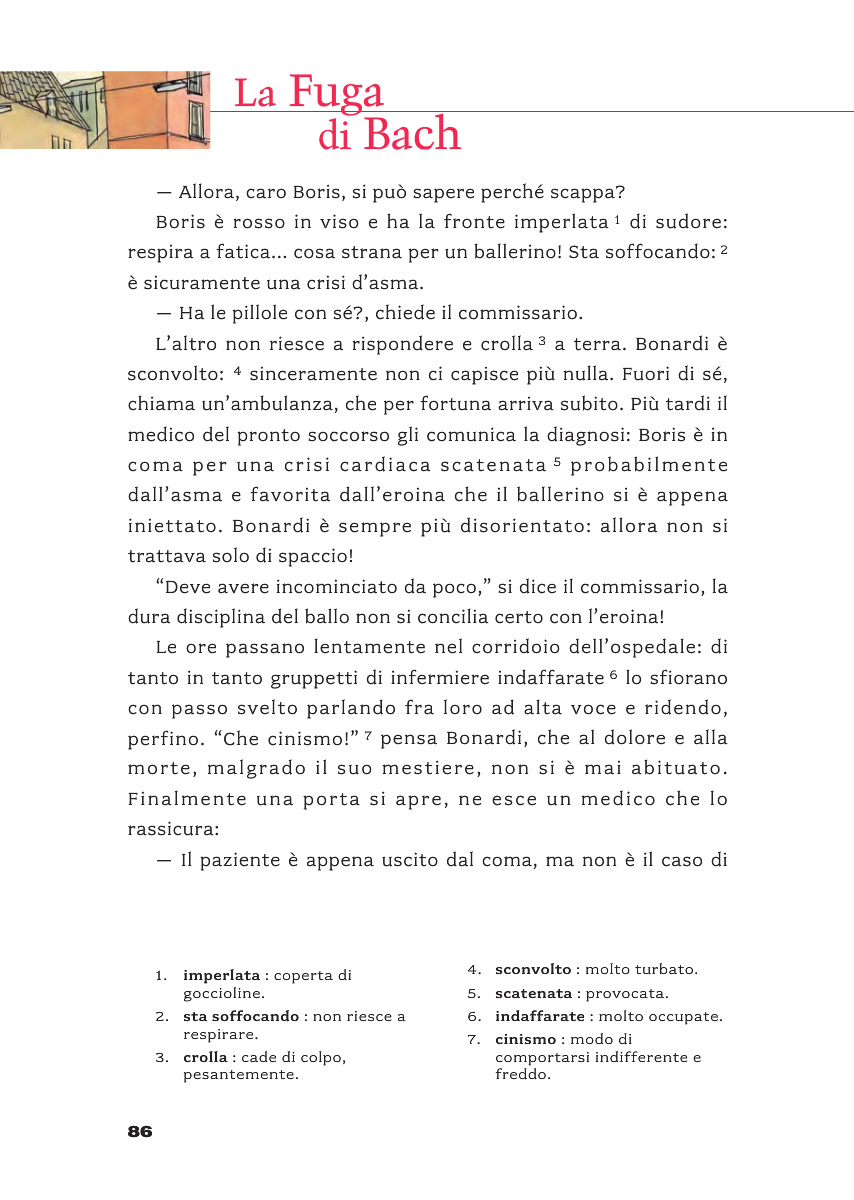 La Fuga
di Bach
— Allora, caro Boris, si può sapere perché scappa?
Boris è rosso in viso e ha la fronte imperlata 1 di sudore:
respira a fatica... cosa strana per un ballerino! Sta soffocando: 2
è sicuramente una crisi d’asma.
— Ha le pillole con sé?, chiede il commissario.
L’altro non riesce a rispondere e crolla 3 a terra. Bonardi è
sconvolto: 4 sinceramente non ci capisce più nulla. Fuori di sé,
chiama un’ambulanza, che per fortuna arriva subito. Più tardi il
medico del pronto soccorso gli comunica la diagnosi: Boris è in
coma per una crisi cardiaca scatenata 5 probabilmente
dall’asma e favorita dall’eroina che il ballerino si è appena
iniettato. Bonardi è sempre più disorientato: allora non si
trattava solo di spaccio!
“Deve avere incominciato da poco,” si dice il commissario, la
dura disciplina del ballo non si concilia certo con l’eroina!
Le ore passano lentamente nel corridoio dell’ospedale: di
tanto in tanto gruppetti di infermiere indaffarate 6 lo sfiorano
con passo svelto parlando fra loro ad alta voce e ridendo,
perfino. “Che cinismo!” 7 pensa Bonardi, che al dolore e alla
morte, malgrado il suo mestiere, non si è mai abituato.
Finalmente una porta si apre, ne esce un medico che lo
rassicura:
— Il paziente è appena uscito dal coma, ma non è il caso di
1. imperlata : coperta di
goccioline.
2. sta soffocando : non riesce a
respirare.
3. crolla : cade di colpo,
pesantemente.
4. sconvolto : molto turbato.
5. scatenata : provocata.
6. indaffarate : molto occupate.
7. cinismo : modo di
comportarsi indifferente e
freddo.
86